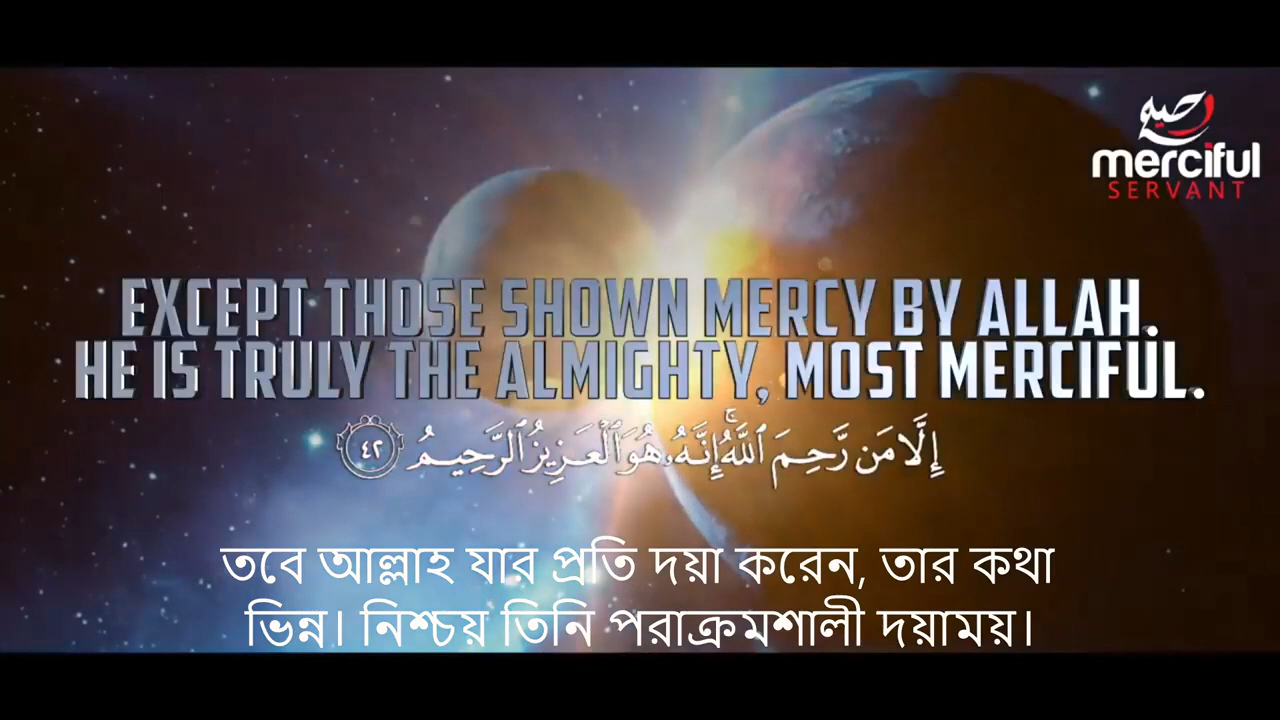 رحيم
merciful
SERVANT
EXCEPT THOSE SHOWN MERCY BY ALLAH.
HE IS TRULY THE ALMIGHTY, MOST MERCIFUL.
إِلَّا مَن رَّحِمَ ٱللَّهُۚ إِنَّهُۥ هُوَ ٱلۡعَزِيزُ ٱلرَّحِيمُ ٤٢
তবে আল্লাহ যার প্রতি দয়া করেন, তার কথা
ভিন্ন। নিশ্চয় তিনি পরাক্রমশালী দয়াময়।